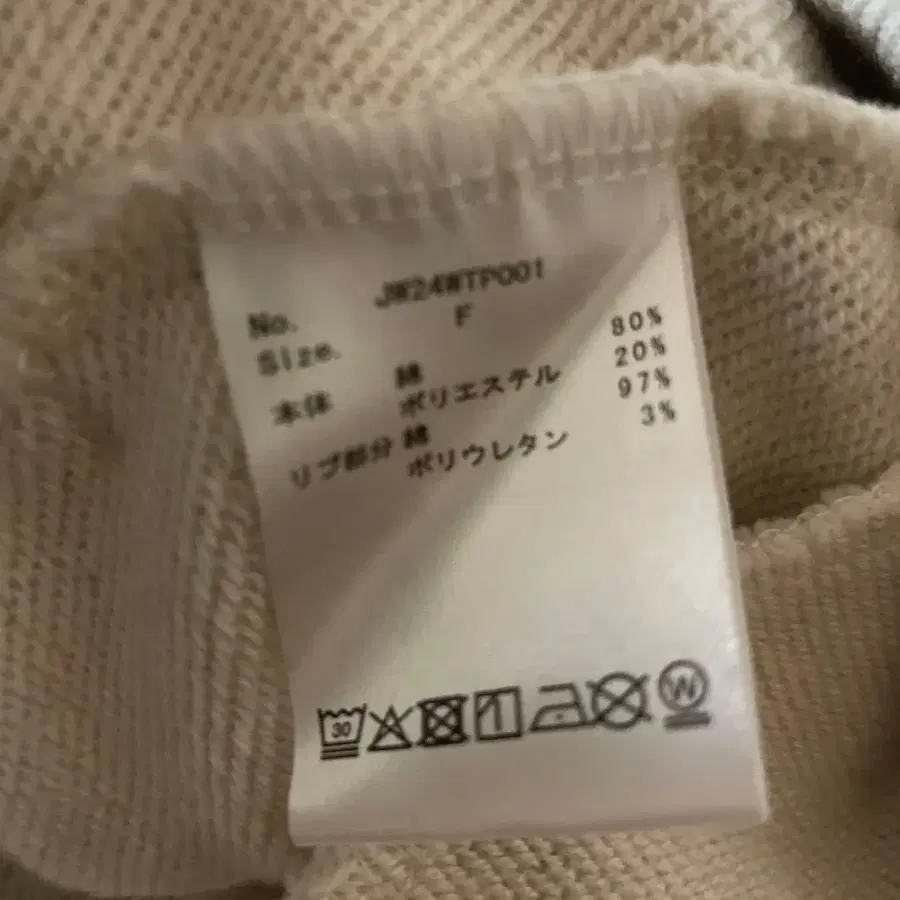 No. JW24WTP001
Size. F
本体 綿 80%
ポリエステル 20%
リブ部分 綿 97%
ポリウレタン 3%
30
W